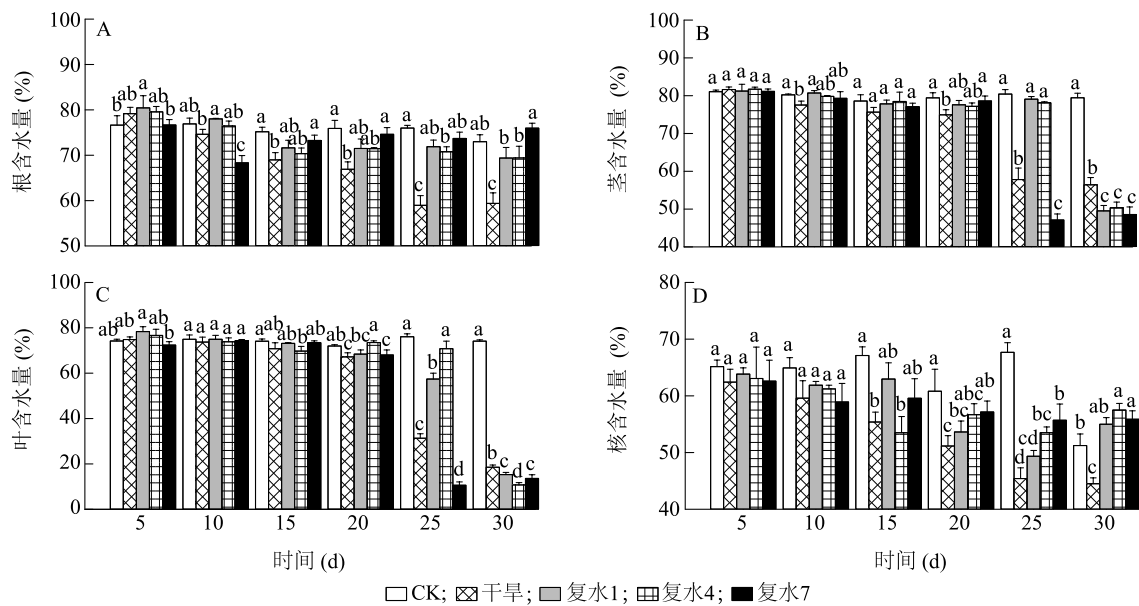 A
100
90
80
70
60
50
根含水量 (%)
b ab a ab b
ab b a ab c
a b ab b ab
a b ab ab a
a c ab b ab
ab c b b a
B
100
90
80
70
60
50
40
茎含水量 (%)
a a a a a
a b a ab ab
a a a a a
a b ab b a
a b a a c
a b c c c
C
100
80
60
40
20
0
叶含水量 (%)
ab ab a ab b
a a a a a
a ab ab b ab
ab c bc a b
a c b a d
a b c d c
5 10 15 20 25 30
时间 (d)
D
80
70
60
50
40
核含水量 (%)
a a a a a
a a a a a
a b ab b ab
a c bc ab ab
a d cd bc b
b c ab a a
5 10 15 20 25 30
时间 (d)
CK; 干旱; 复水1; 复水4; 复水7